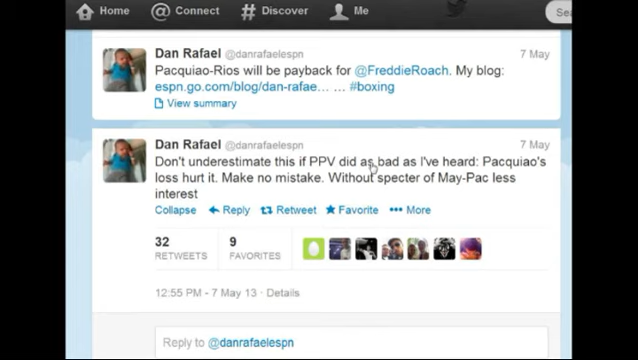 Home @ Connect # Discover Me Sea
Dan Rafael @danrafaelespn 7 May
Pacquiao-Rios will be payback for @FreddieRoach. My blog:
espn.go.com/blog/dan-rafae… … #boxing
View summary
Dan Rafael @danrafaelespn 7 May
Don't underestimate this if PPV did as bad as I've heard: Pacquiao's
loss hurt it. Make no mistake. Without specter of May-Pac less
interest
Collapse Reply Retweet Favorite ••• More
32 9
RETWEETS FAVORITES
12:55 PM - 7 May 13 · Details
Reply to @danrafaelespn